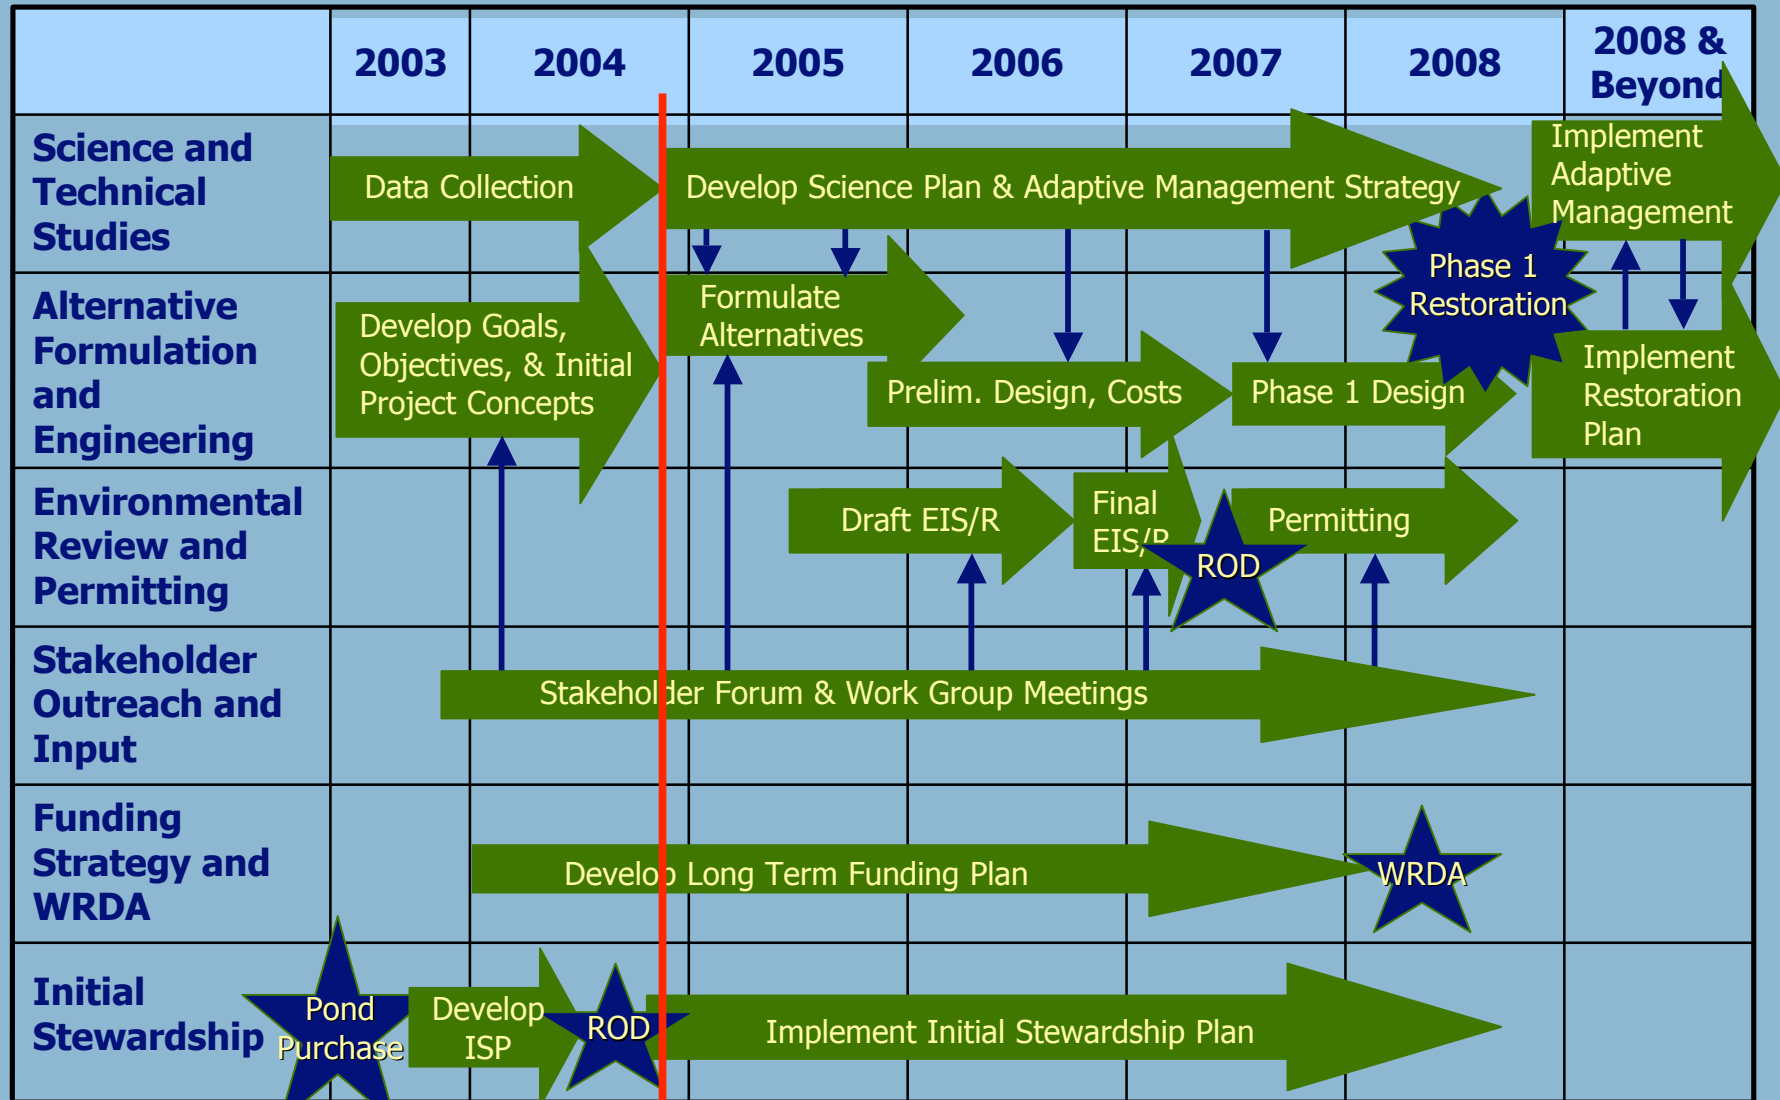 2003
2004
2005
2006
2007
2008
2008 &
Beyond
Science and
Technical
Studies
Data Collection
Develop Science Plan & Adaptive Management Strategy
Implement
Adaptive
Management
Phase 1
Restoration
Alternative
Formulation
and
Engineering
Develop Goals,
Objectives, & Initial
Project Concepts
Formulate
Alternatives
Prelim. Design, Costs
Phase 1 Design
Implement
Restoration
Plan
Environmental
Review and
Permitting
Draft EIS/R
Final
EIS/R
ROD
Permitting
Stakeholder
Outreach and
Input
Stakeholder Forum & Work Group Meetings
Funding
Strategy and
WRDA
Develop Long Term Funding Plan
WRDA
Initial
Stewardship
Pond
Purchase
Develop
ISP
ROD
Implement Initial Stewardship Plan